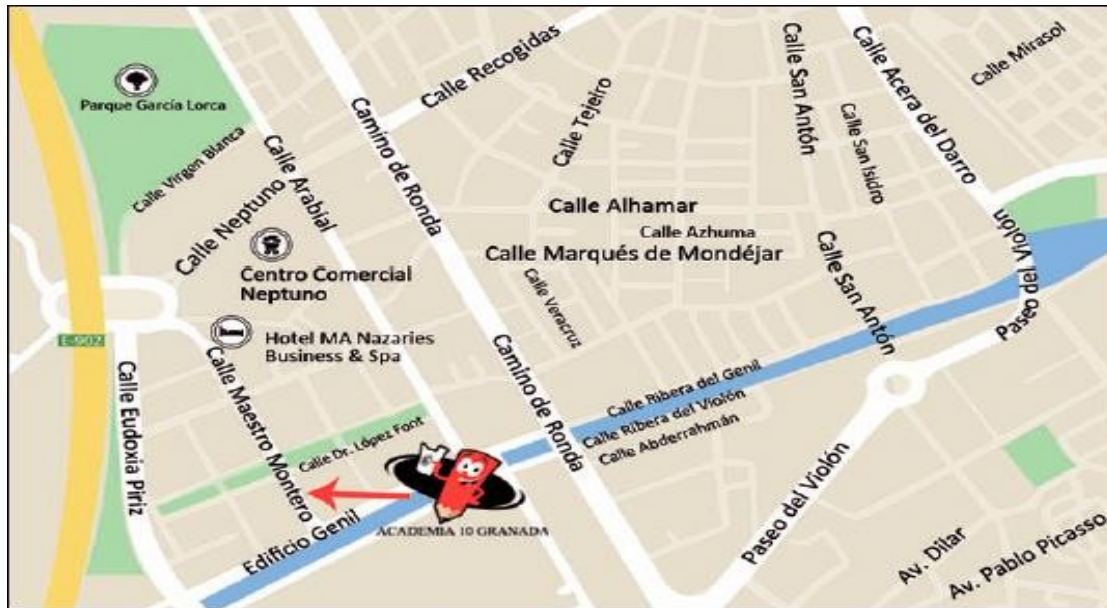 Parque García Lorca
Calle Virgen Blanca
Calle Neptuno
Calle Arabial
Camino de Ronda
Calle Recogidas
Calle Tejeiro
Calle San Antón
Calle San Isidro
Calle Acera del Darro
Calle Mirasol
Calle Alhamar
Calle Azhuma
Calle Marqués de Mondéjar
Calle Veracruz
Calle San Antón
Paseo del Violón
Centro Comercial
Neptuno
Hotel MA Nazaries
Business & Spa
E-902
Calle Eudoxia Piriz
Calle Maestro Montero
Calle Dr. López Font
Camino de Ronda
Calle Ribera del Genil
Calle Ribera del Violón
Calle Abderrahmán
Edificio Genil
ACADEMIA 10 GRANADA
Paseo del Violón
Av. Dílar
Av. Pablo Picasso